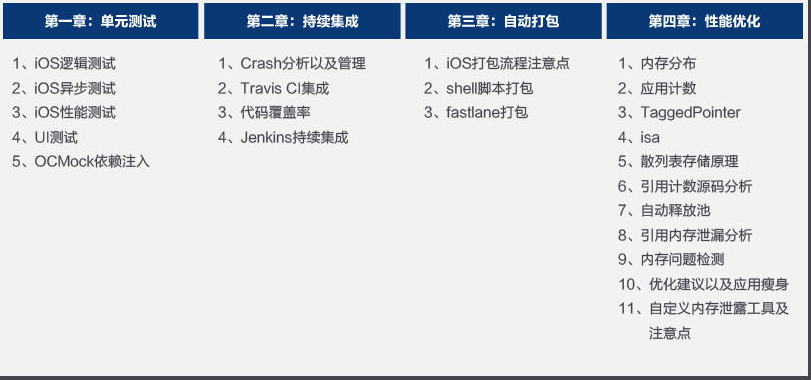 第一章：单元测试
1、iOS逻辑测试
2、iOS异步测试
3、iOS性能测试
4、UI测试
5、OCMock依赖注入
第二章：持续集成
1、Crash分析以及管理
2、Travis CI集成
3、代码覆盖率
4、Jenkins持续集成
第三章：自动打包
1、iOS打包流程注意点
2、shell脚本打包
3、fastlane打包
第四章：性能优化
1、内存分布
2、应用计数
3、TaggedPointer
4、isa
5、散列表存储原理
6、引用计数源码分析
7、自动释放池
8、引用内存泄漏分析
9、内存问题检测
10、优化建议以及应用瘦身
11、自定义内存泄露工具及
注意点